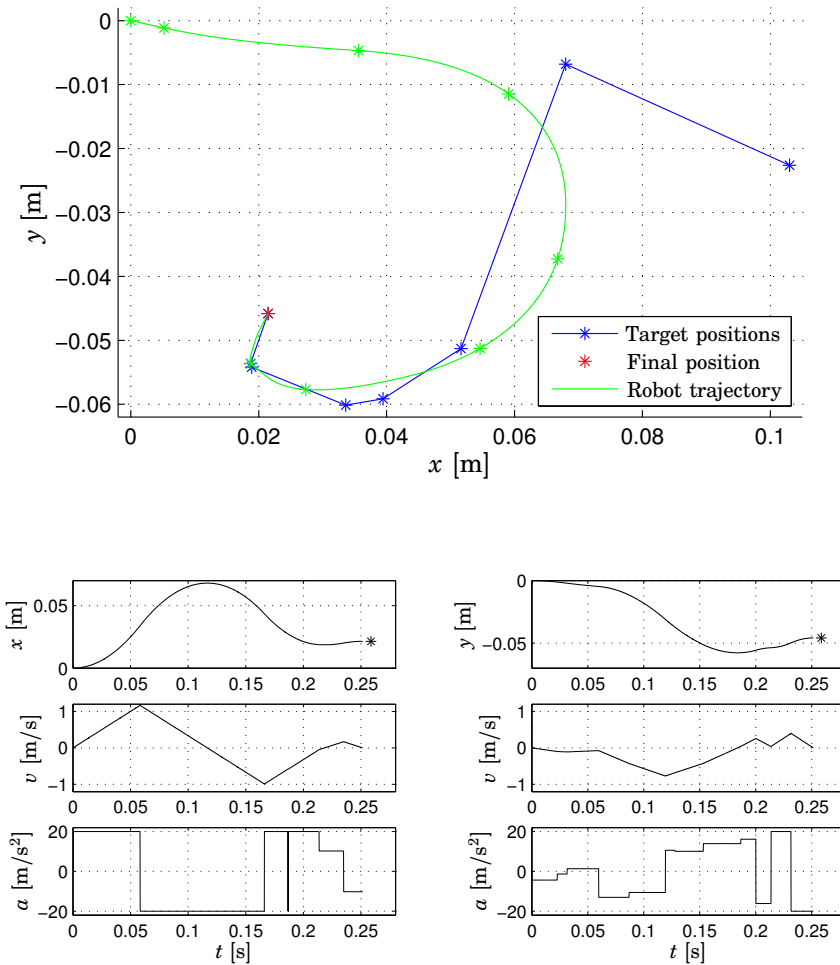 0
−0.01
−0.02
−0.03
−0.04
−0.05
−0.06
y [m]
0 0.02 0.04 0.06 0.08 0.1
x [m]
Target positions
Final position
Robot trajectory
0.05
0
x [m]
0 0.05 0.1 0.15 0.2 0.25
1
0
−1
v [m/s]
0 0.05 0.1 0.15 0.2 0.25
20
0
−20
a [m/s²]
0 0.05 0.1 0.15 0.2 0.25
t [s]
0
−0.05
y [m]
0 0.05 0.1 0.15 0.2 0.25
1
0
−1
v [m/s]
0 0.05 0.1 0.15 0.2 0.25
20
0
−20
a [m/s²]
0 0.05 0.1 0.15 0.2 0.25
t [s]